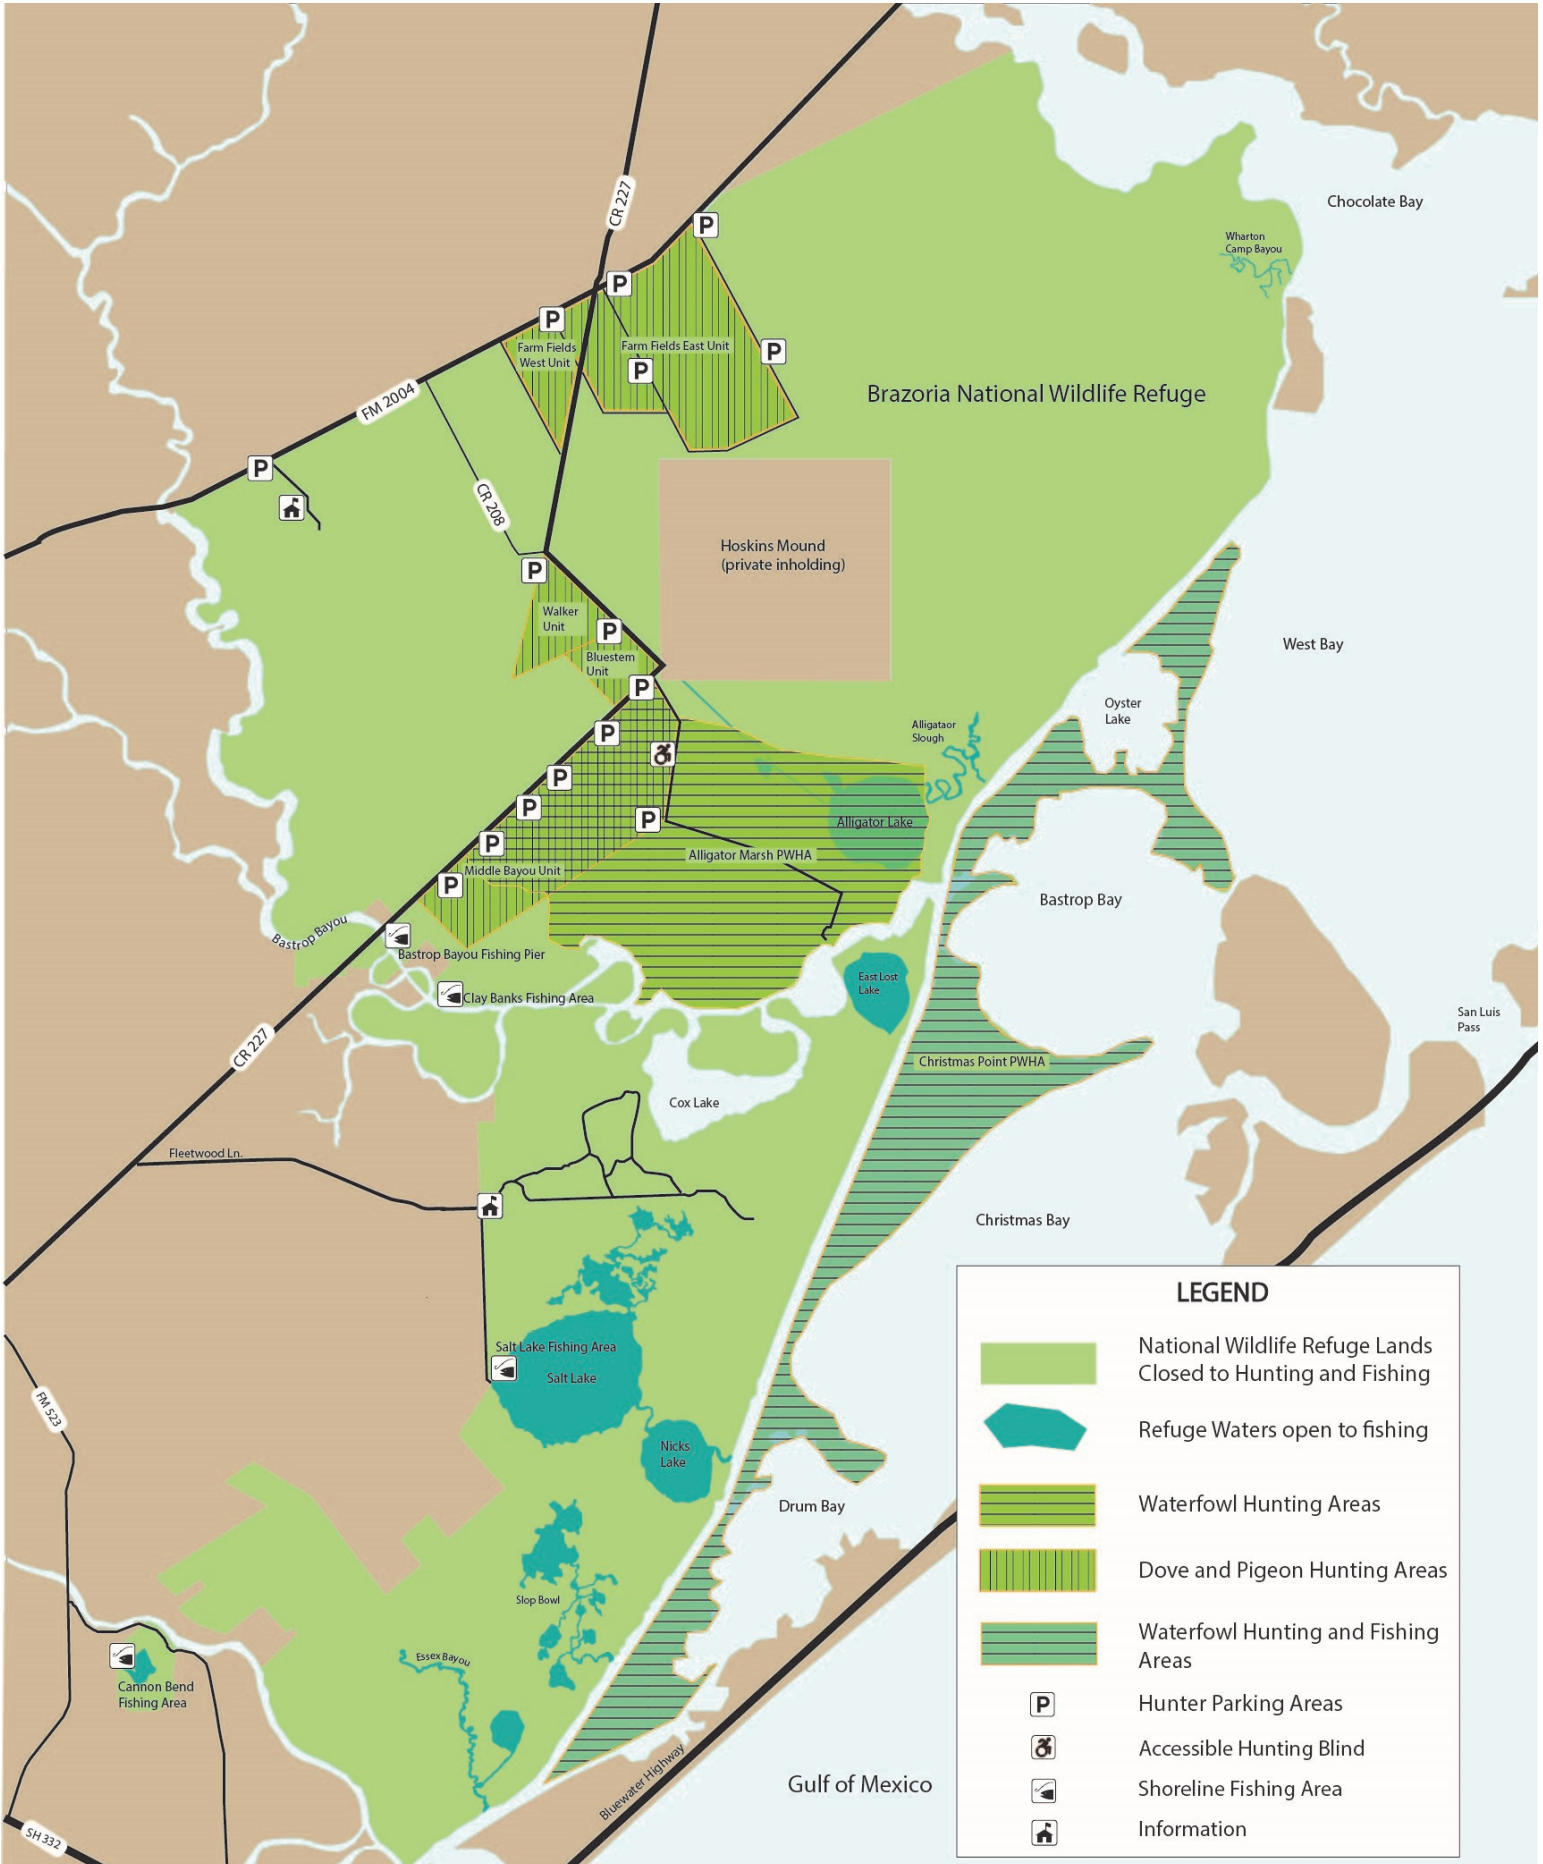 Chocolate Bay
Wharton
Camp Bayou
CR 227
P
P
P
Farm Fields
West Unit
Farm Fields East Unit
P
P
FM 2004
Brazoria National Wildlife Refuge
P
CR 208
Hoskins Mound
(private inholding)
P
Walker
Unit
P
Bluestem
Unit
West Bay
P
Oyster
Lake
Alligataor
Slough
P
P
P
P
Alligator Lake
P
Alligator Marsh PWHA
Middle Bayou Unit
P
Bastrop Bay
Bastrop Bayou
Bastrop Bayou Fishing Pier
Clay Banks Fishing Area
East Lost
Lake
San Luis
Pass
CR 227
Christmas Point PWHA
Cox Lake
Fleetwood Ln.
Christmas Bay
Salt Lake Fishing Area
Salt Lake
FM 523
Nicks
Lake
Drum Bay
Slop Bowl
Essex Bayou
Cannon Bend
Fishing Area
Bluewater Highway
Gulf of Mexico
SH 332
LEGEND
National Wildlife Refuge Lands
Closed to Hunting and Fishing
Refuge Waters open to fishing
Waterfowl Hunting Areas
Dove and Pigeon Hunting Areas
Waterfowl Hunting and Fishing
Areas
P Hunter Parking Areas
Accessible Hunting Blind
Shoreline Fishing Area
Information